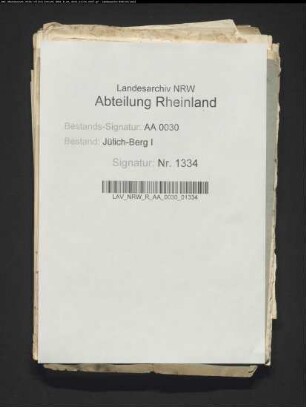 Landesarchiv NRW
Abteilung Rheinland
Bestands-Signatur: AA 0030
Bestand: Jülich-Berg I
Signatur: Nr. 1334
LAV_NRW_R_AA_0030_01334